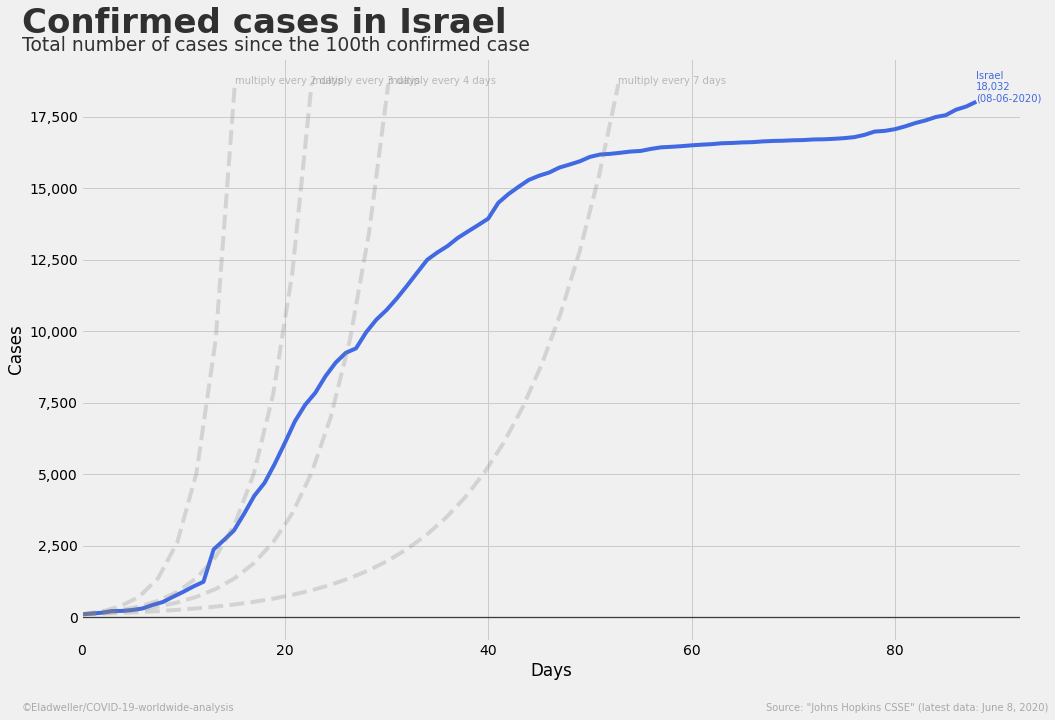 Confirmed cases in Israel
Total number of cases since the 100th confirmed case
multiply every 2 days
multiply every 3 days
multiply every 4 days
multiply every 7 days
Israel
18,032
(08-06-2020)
17,500
15,000
12,500
10,000
7,500
5,000
2,500
0
Cases
0 20 40 60 80
Days
©Eladweller/COVID-19-worldwide-analysis
Source: "Johns Hopkins CSSE" (latest data: June 8, 2020)